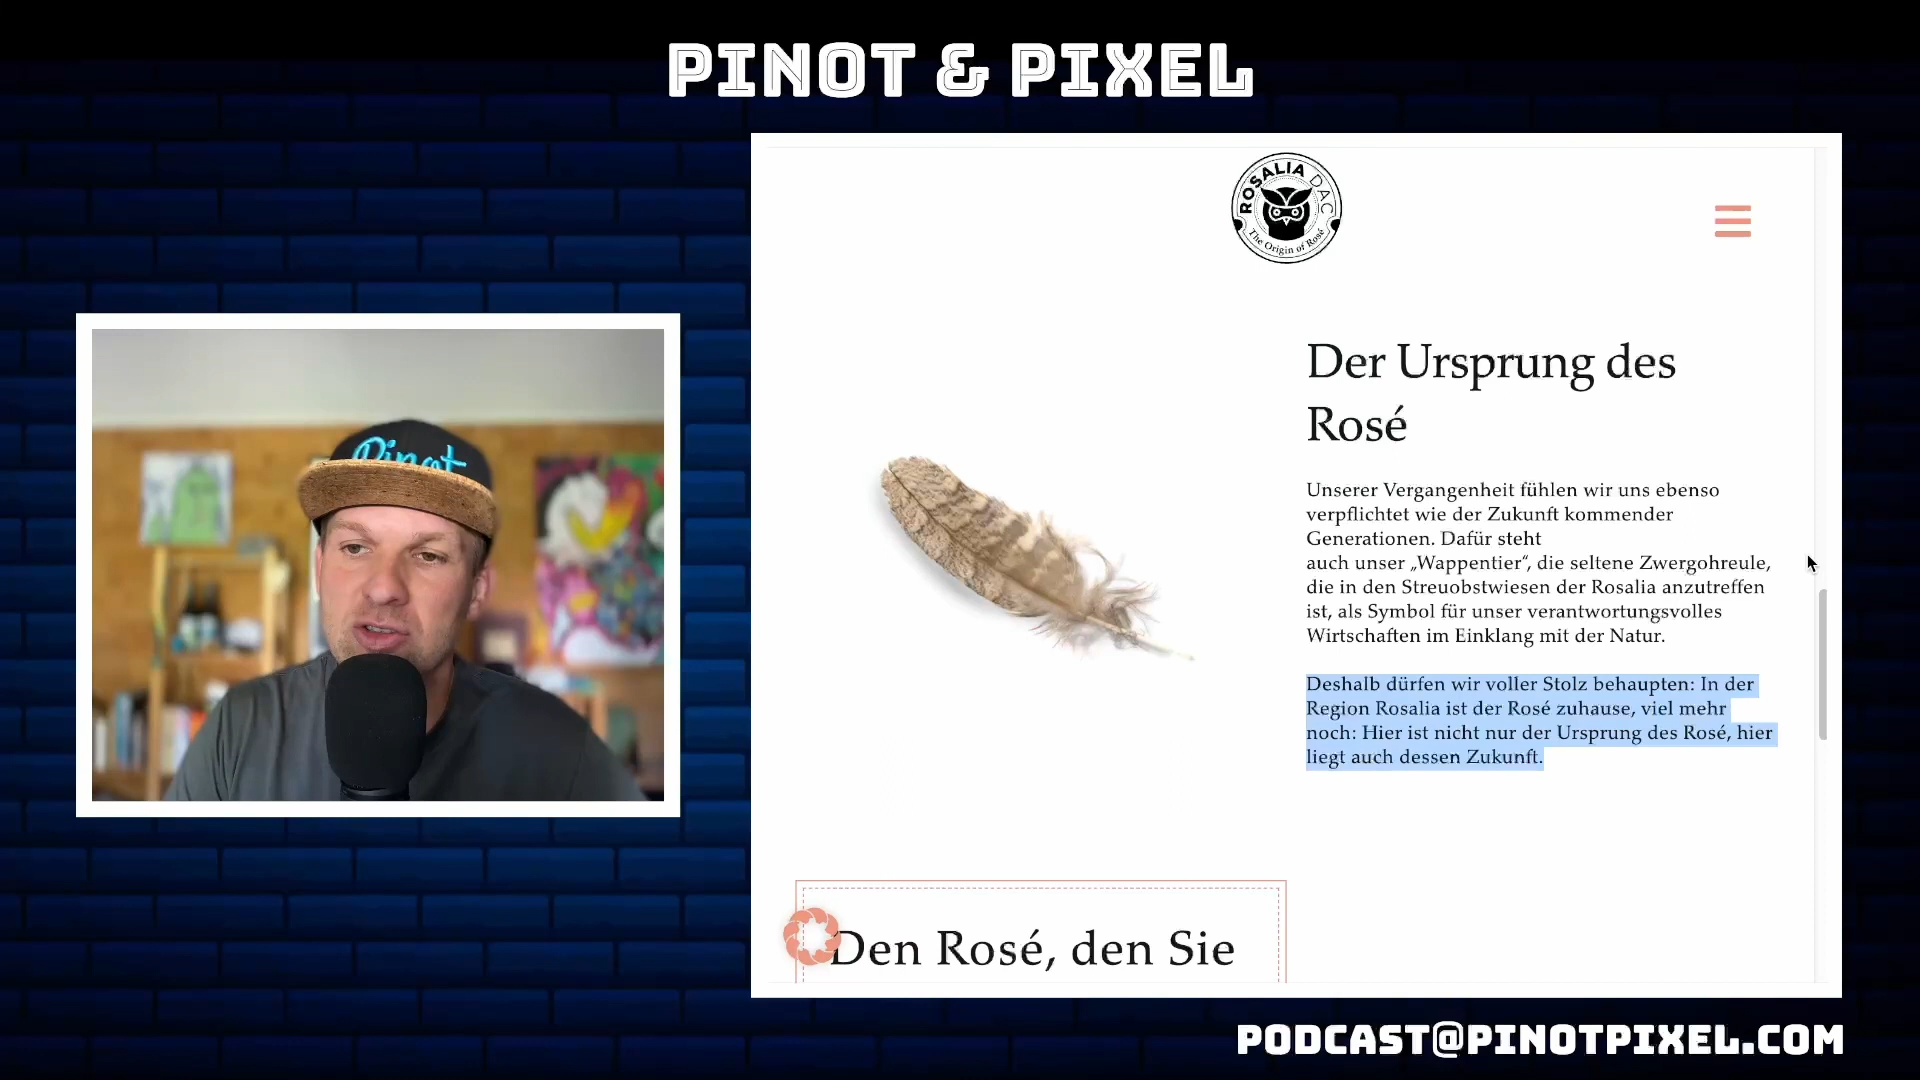 PINOT & PIXEL
ROSALIA DAC
The Origin of Rosé
Der Ursprung des
Rosé
Unserer Vergangenheit fühlen wir uns ebenso
verpflichtet wie der Zukunft kommender
Generationen. Dafür steht
auch unser „Wappentier“, die seltene Zwergohreule,
die in den Streuobstwiesen der Rosalia anzutreffen
ist, als Symbol für unser verantwortungsvolles
Wirtschaften im Einklang mit der Natur.
Deshalb dürfen wir voller Stolz behaupten: In der
Region Rosalia ist der Rosé zuhause, viel mehr
noch: Hier ist nicht nur der Ursprung des Rosé, hier
liegt auch dessen Zukunft.
Den Rosé, den Sie
Pinot
PODCAST@PINOTPIXEL.COM